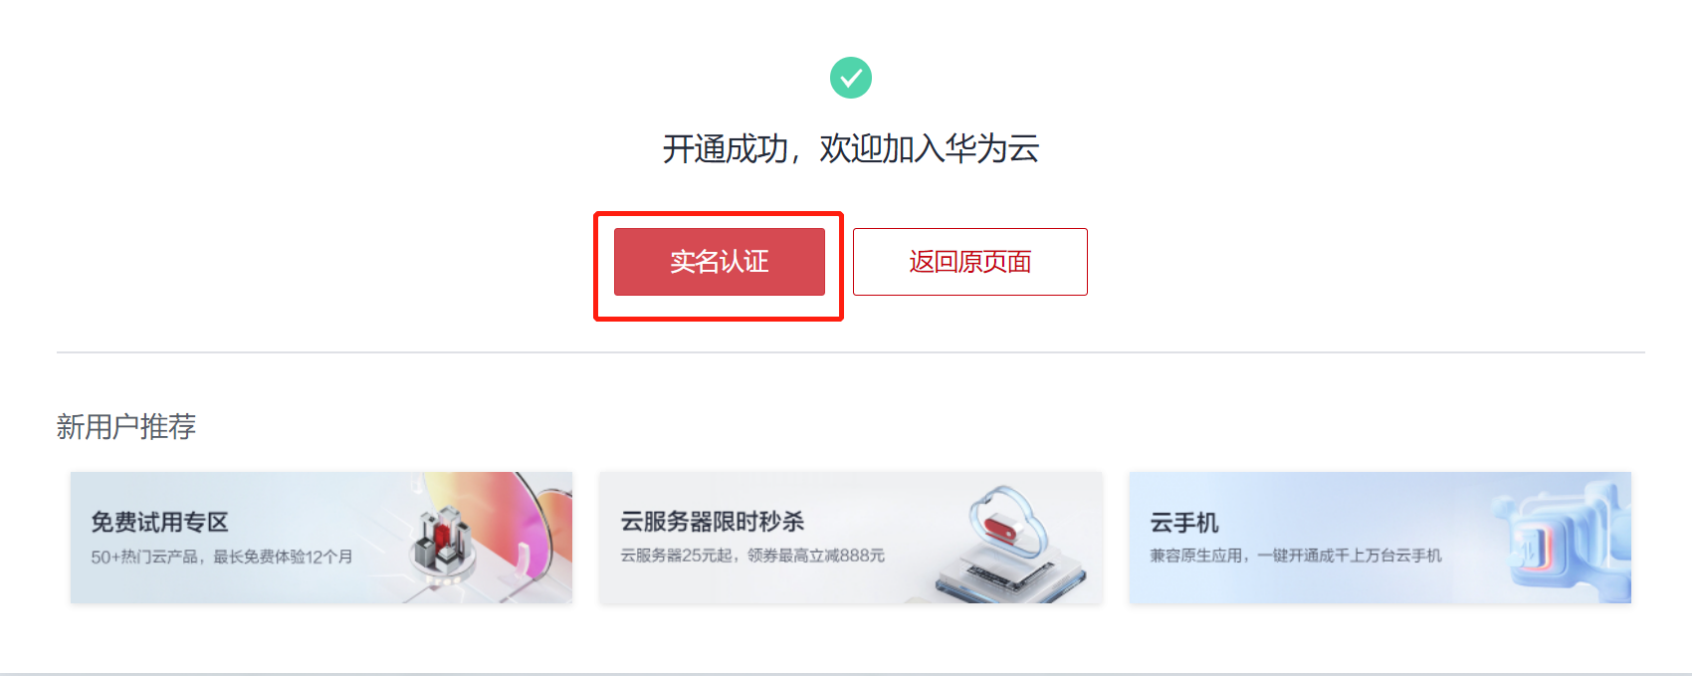 开通成功，欢迎加入华为云
实名认证
返回原页面
新用户推荐
免费试用专区
50+热门云产品，最长免费体验12个月
云服务器限时秒杀
云服务器25元起，领券最高立减888元
云手机
兼容原生应用，一键开通成千上万台云手机